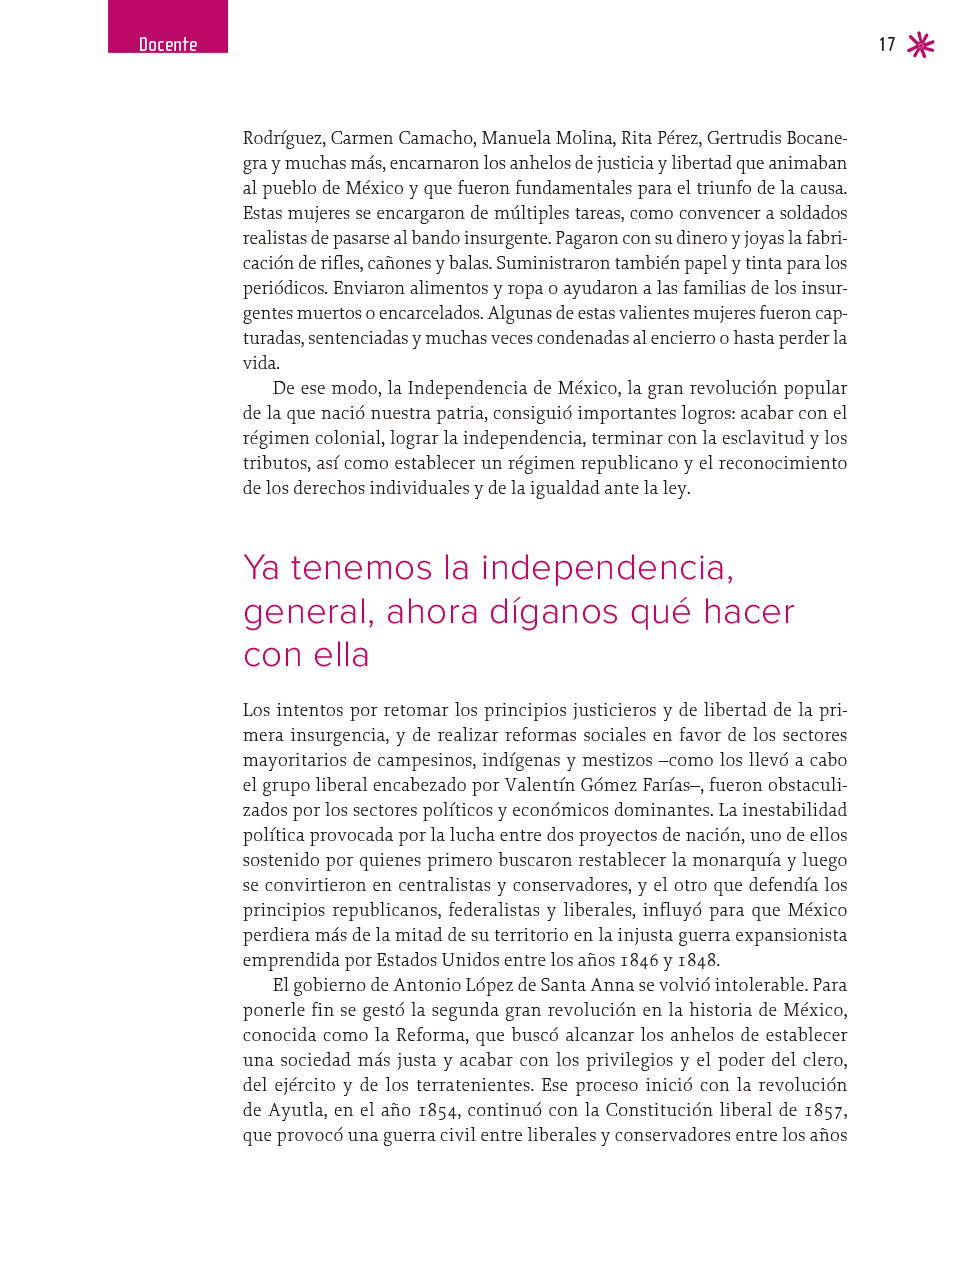 Docente
17
Rodríguez, Carmen Camacho, Manuela Molina, Rita Pérez, Gertrudis Bocane-
gra y muchas más, encarnaron los anhelos de justicia y libertad que animaban
al pueblo de México y que fueron fundamentales para el triunfo de la causa.
Estas mujeres se encargaron de múltiples tareas, como convencer a soldados
realistas de pasarse al bando insurgente. Pagaron con su dinero y joyas la fabri-
cación de rifles, cañones y balas. Suministraron también papel y tinta para los
periódicos. Enviaron alimentos y ropa o ayudaron a las familias de los insur-
gentes muertos o encarcelados. Algunas de estas valientes mujeres fueron cap-
turadas, sentenciadas y muchas veces condenadas al encierro o hasta perder la
vida.
De ese modo, la Independencia de México, la gran revolución popular
de la que nació nuestra patria, consiguió importantes logros: acabar con el
régimen colonial, lograr la independencia, terminar con la esclavitud y los
tributos, así como establecer un régimen republicano y el reconocimiento
de los derechos individuales y de la igualdad ante la ley.
Ya tenemos la independencia,
general, ahora díganos qué hacer
con ella
Los intentos por retomar los principios justicieros y de libertad de la pri-
mera insurgencia, y de realizar reformas sociales en favor de los sectores
mayoritarios de campesinos, indígenas y mestizos –como los llevó a cabo
el grupo liberal encabezado por Valentín Gómez Farías–, fueron obstaculi-
zados por los sectores políticos y económicos dominantes. La inestabilidad
política provocada por la lucha entre dos proyectos de nación, uno de ellos
sostenido por quienes primero buscaron restablecer la monarquía y luego
se convirtieron en centralistas y conservadores, y el otro que defendía los
principios republicanos, federalistas y liberales, influyó para que México
perdiera más de la mitad de su territorio en la injusta guerra expansionista
emprendida por Estados Unidos entre los años 1846 y 1848.
El gobierno de Antonio López de Santa Anna se volvió intolerable. Para
ponerle fin se gestó la segunda gran revolución en la historia de México,
conocida como la Reforma, que buscó alcanzar los anhelos de establecer
una sociedad más justa y acabar con los privilegios y el poder del clero,
del ejército y de los terratenientes. Ese proceso inició con la revolución
de Ayutla, en el año 1854, continuó con la Constitución liberal de 1857,
que provocó una guerra civil entre liberales y conservadores entre los años